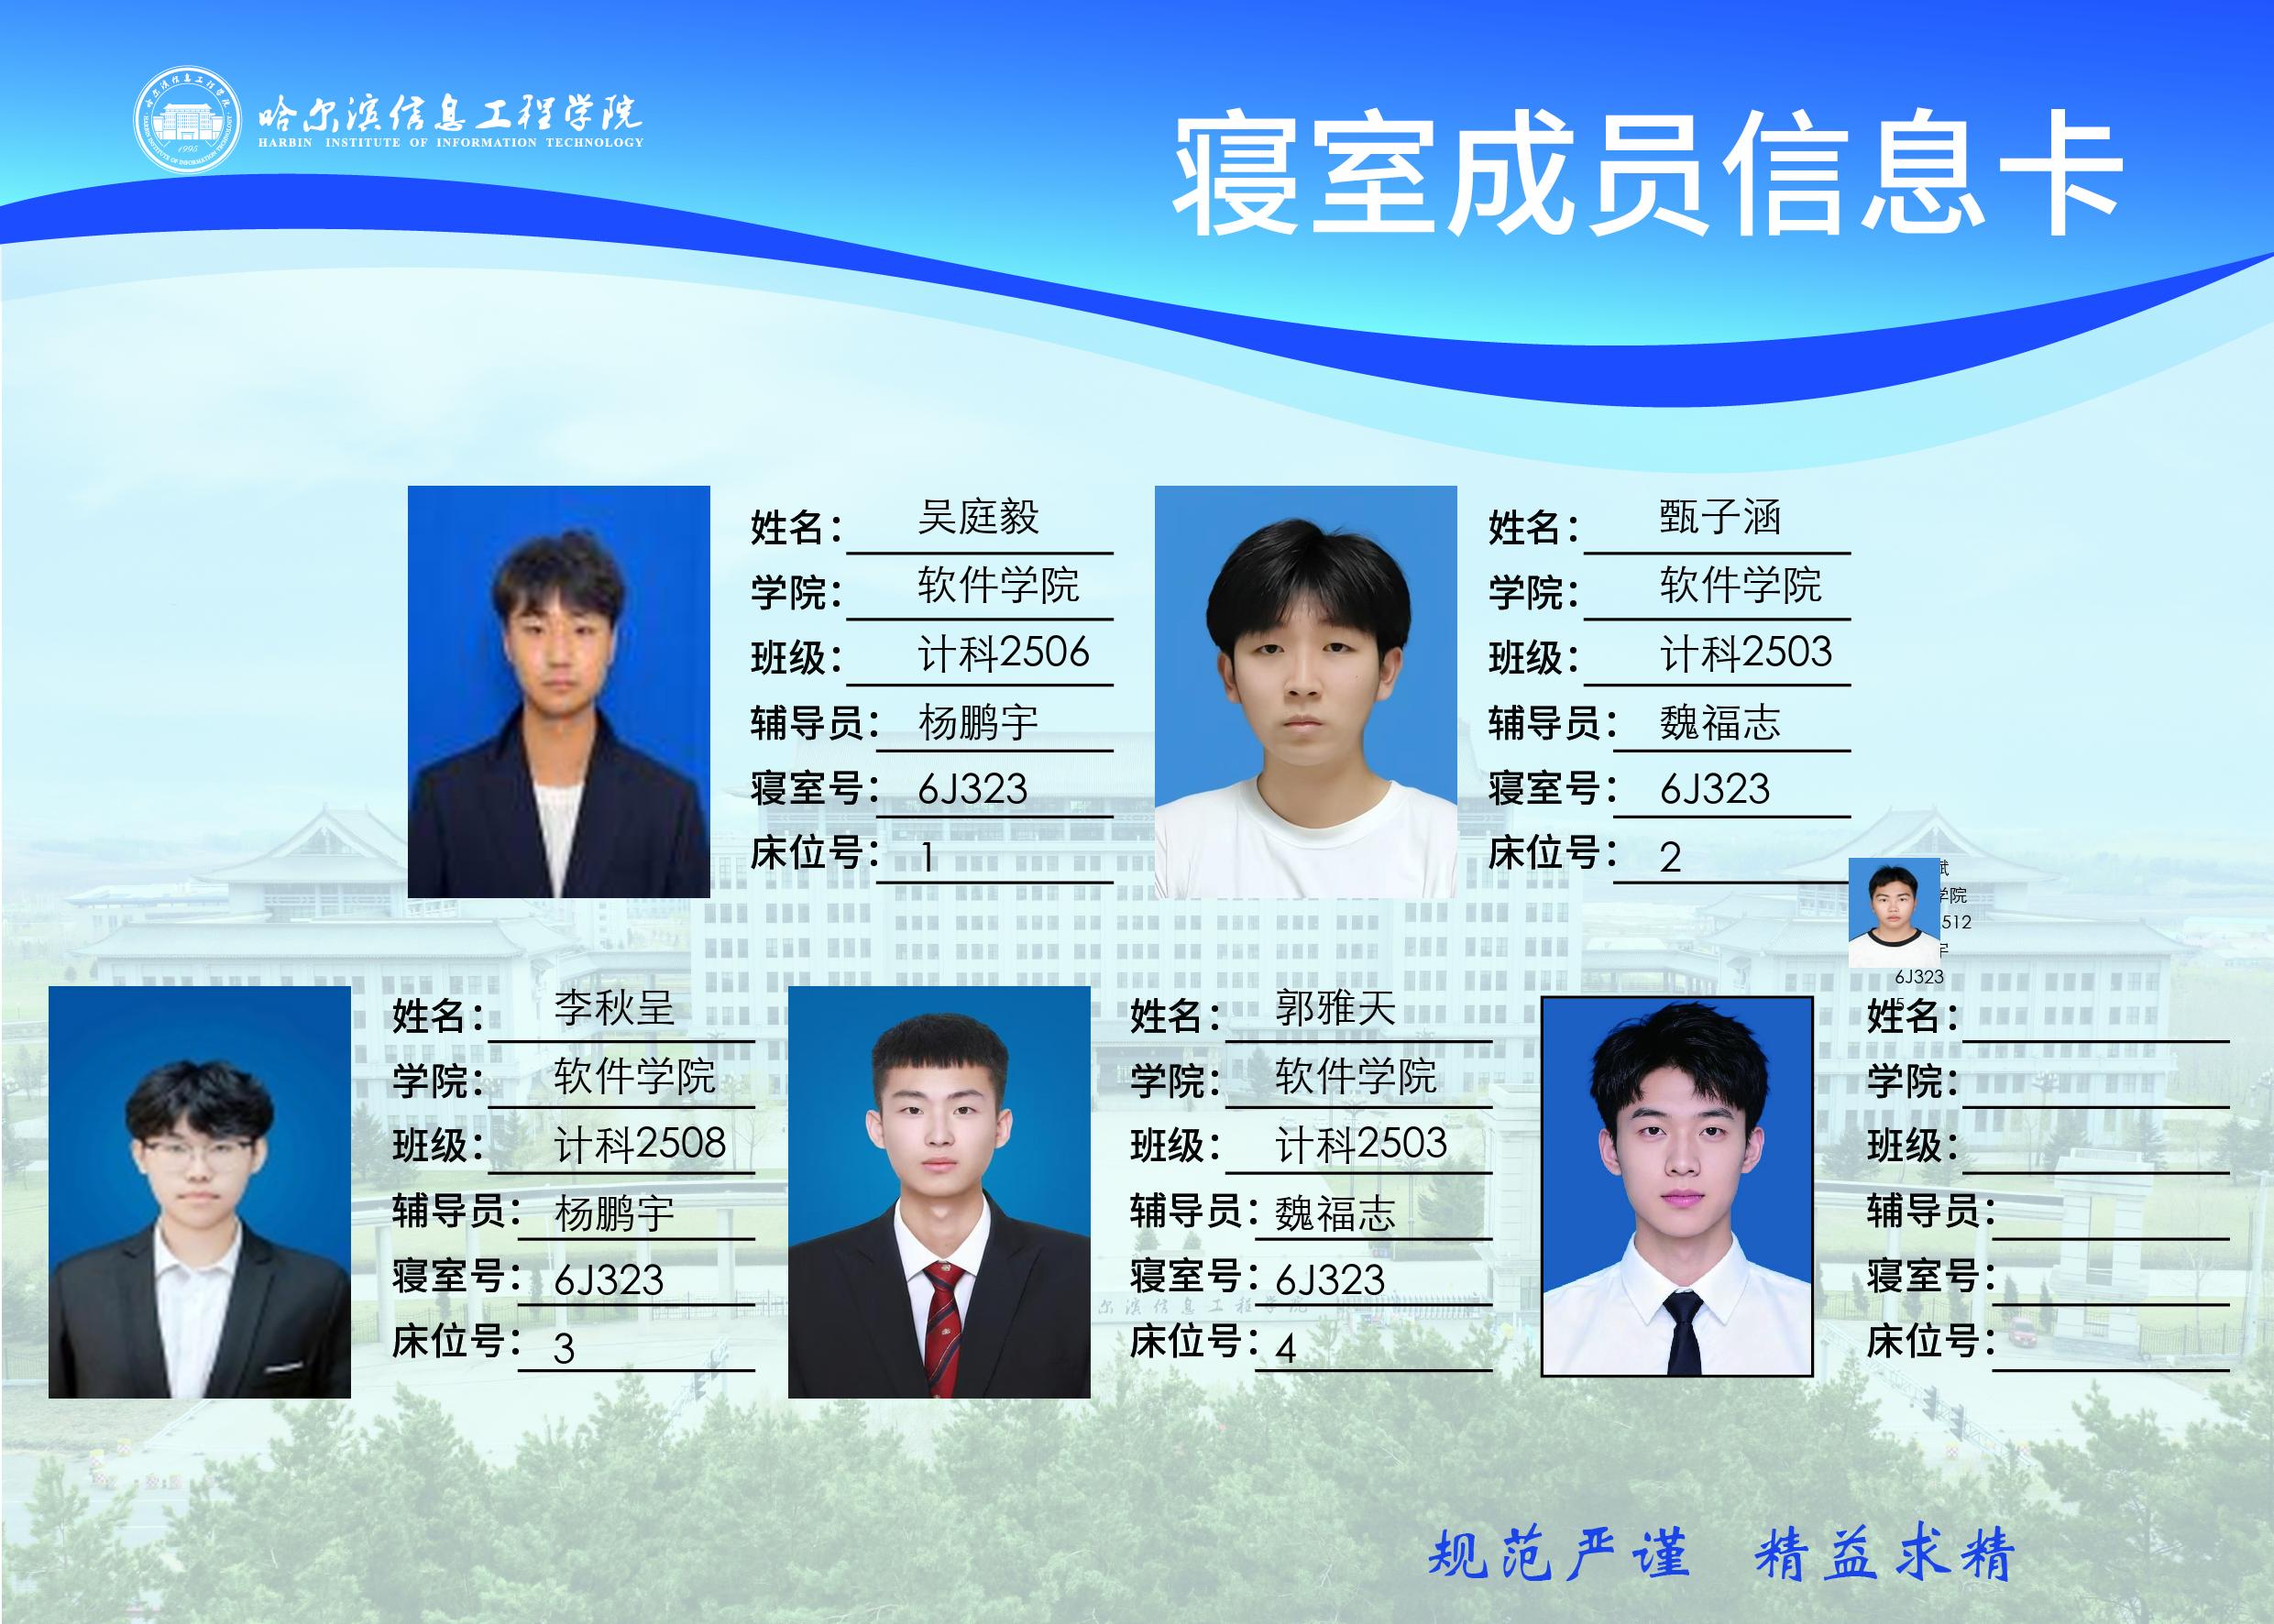 哈尔滨信息工程学院
HARBIN INSTITUTE OF INFORMATION TECHNOLOGY
1995
寝室成员信息卡
姓名： 吴庭毅
学院： 软件学院
班级： 计科2506
辅导员： 杨鹏宇
寝室号： 6J323
床位号： 1
姓名： 甄子涵
学院： 软件学院
班级： 计科2503
辅导员： 魏福志
寝室号： 6J323
床位号： 2
斌
学院
512
宇
6J323
5
姓名： 李秋呈
学院： 软件学院
班级： 计科2508
辅导员： 杨鹏宇
寝室号： 6J323
床位号： 3
姓名： 郭雅天
学院： 软件学院
班级： 计科2503
辅导员： 魏福志
寝室号： 6J323
床位号： 4
姓名：
学院：
班级：
辅导员：
寝室号：
床位号：
规范严谨 精益求精